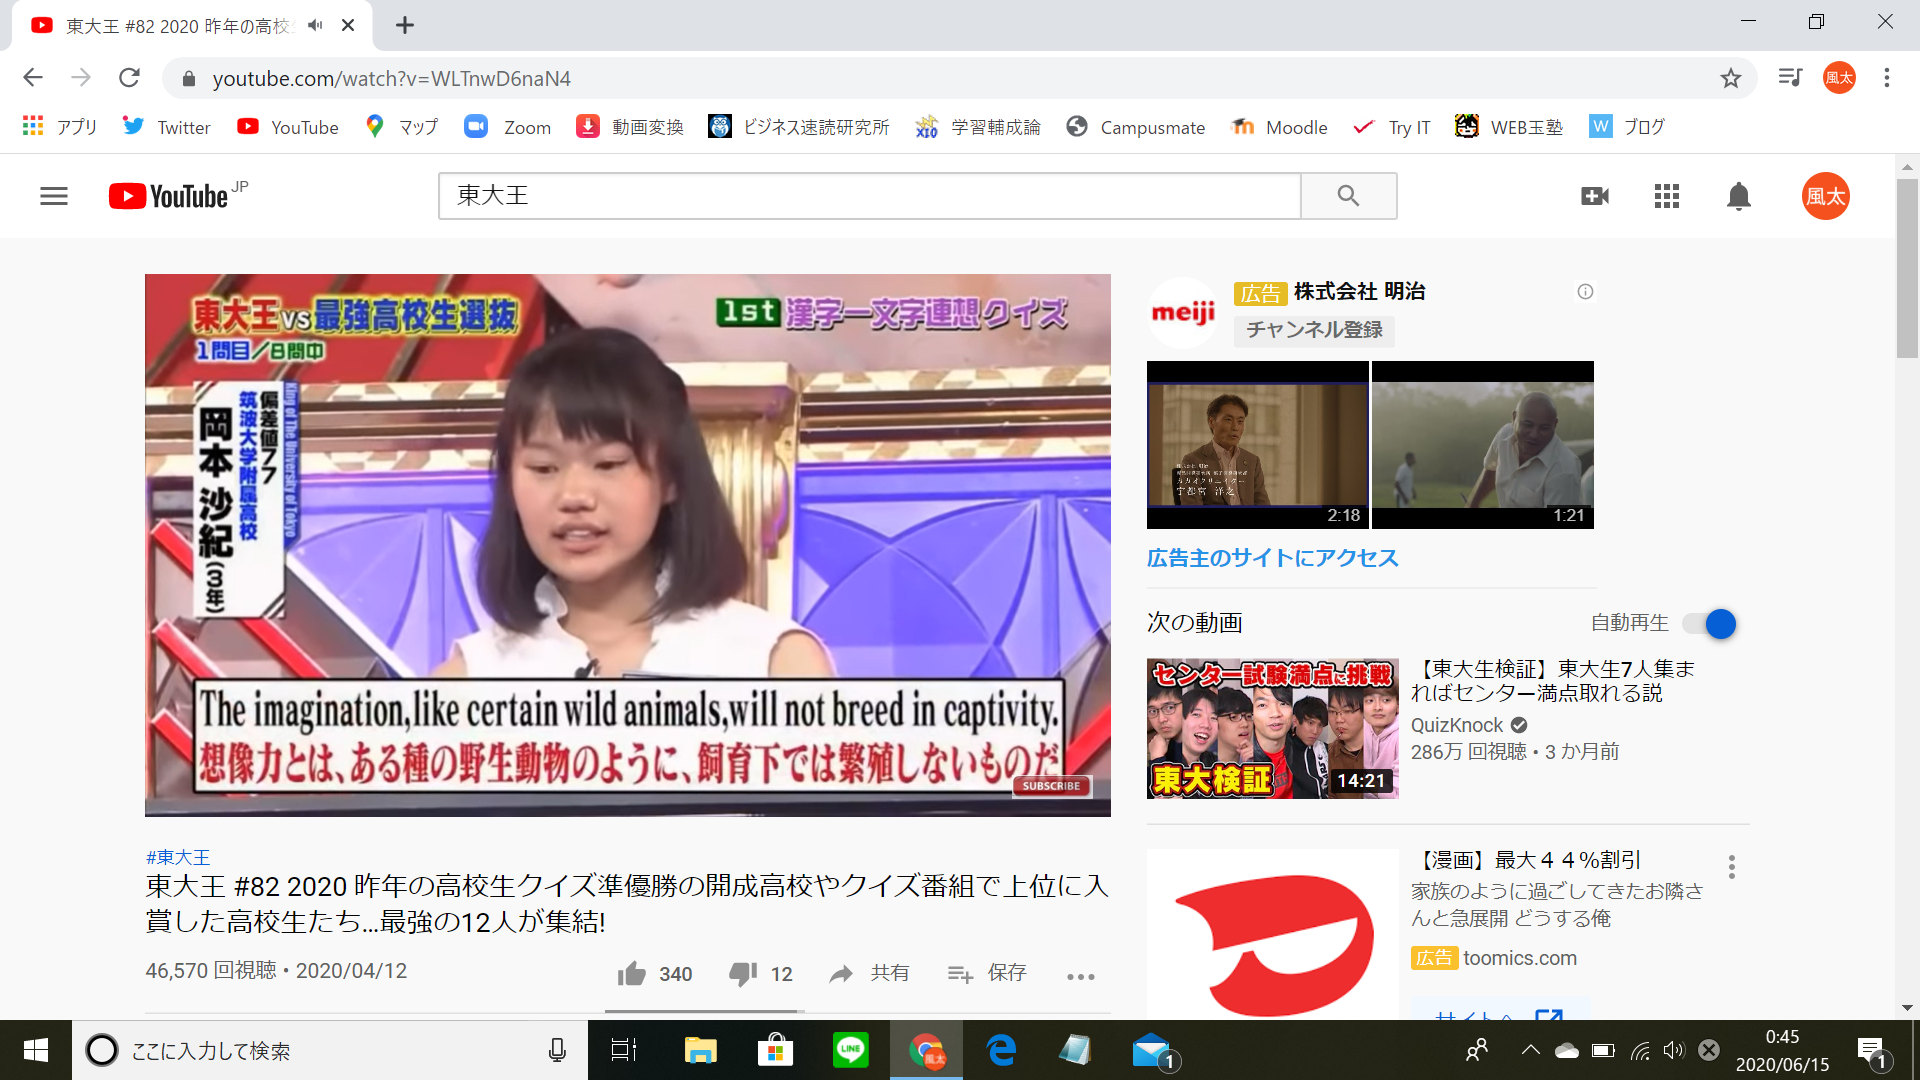 東大王 #82 2020 昨年の高校
youtube.com/watch?v=WLTnwD6naN4
風太
アプリ
Twitter
YouTube
マップ
Zoom
動画変換
ビジネス速読研究所
学習輔成論
Campusmate
Moodle
Try IT
WEB玉塾
W
ブログ
YouTube JP
東大王
風太
東大王vs最強高校生選抜
1問目/8問中
1st 漢字一文字連想クイズ
King of The University of Tokyo
偏差値77
筑波大学附属高校
岡本 沙紀(3年)
The imagination,like certain wild animals,will not breed in captivity.
想像力とは、ある種の野生動物のように、飼育下では繁殖しないものだ
SUBSCRIBE
#東大王
東大王 #82 2020 昨年の高校生クイズ準優勝の開成高校やクイズ番組で上位に入
賞した高校生たち...最強の12人が集結!
46,570 回視聴・2020/04/12
340
12
共有
保存
meiji
広告 株式会社 明治
チャンネル登録
2:18
1:21
広告主のサイトにアクセス
次の動画
自動再生
センター試験満点に挑戦
東大検証
14:21
【東大生検証】東大生7人集ま
ればセンター満点取れる説
QuizKnock
286万 回視聴・3 か月前
【漫画】最大４４%割引
家族のように過ごしてきたお隣さ
んと急展開 どうする俺
広告 toomics.com
サイトへ
ここに入力して検索
LINE
風太
1
0:45
2020/06/15
1